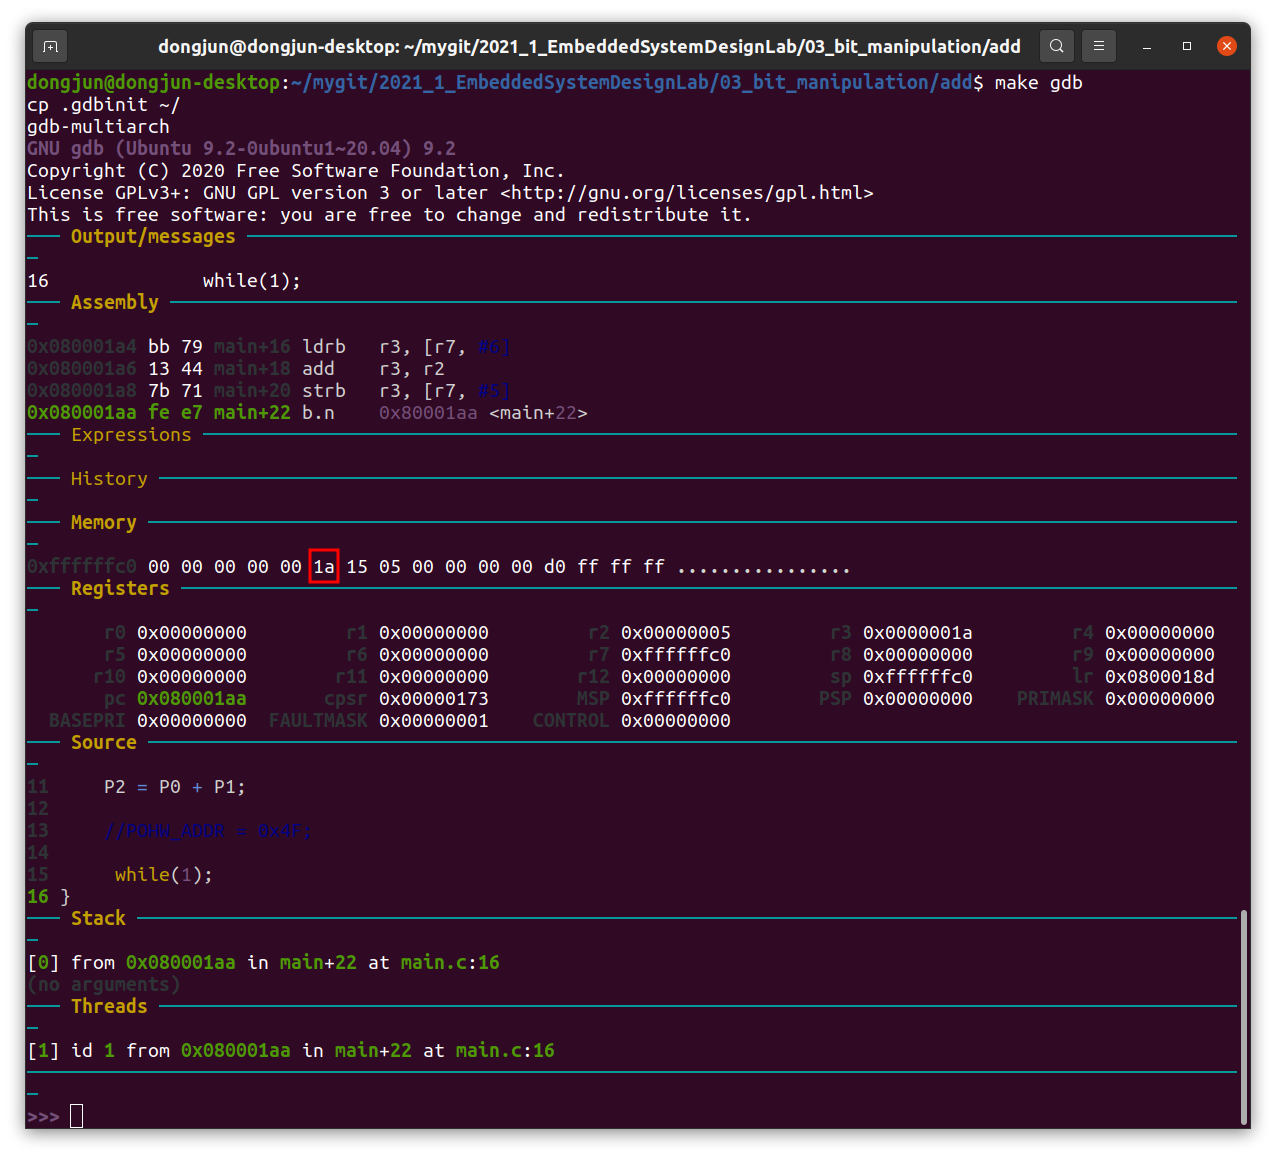 dongjun@dongjun-desktop: ~/mygit/2021_1_EmbeddedSystemDesignLab/03_bit_manipulation/add
dongjun@dongjun-desktop:~/mygit/2021_1_EmbeddedSystemDesignLab/03_bit_manipulation/add$ make gdb
cp .gdbinit ~/
gdb-multiarch
GNU gdb (Ubuntu 9.2-0ubuntu1~20.04) 9.2
Copyright (C) 2020 Free Software Foundation, Inc.
License GPLv3+: GNU GPL version 3 or later <http://gnu.org/licenses/gpl.html>
This is free software: you are free to change and redistribute it.
─── Output/messages ───
16              while(1);
─── Assembly ───
0x080001a4 bb 79 main+16 ldrb   r3, [r7, #6]
0x080001a6 13 44 main+18 add    r3, r2
0x080001a8 7b 71 main+20 strb   r3, [r7, #5]
0x080001aa fe e7 main+22 b.n    0x80001aa <main+22>
─── Expressions ───
─── History ───
─── Memory ───
0xffffffc0 00 00 00 00 00 1a 15 05 00 00 00 00 d0 ff ff ff ................
─── Registers ───
r0 0x00000000 r1 0x00000000 r2 0x00000005 r3 0x0000001a r4 0x00000000
r5 0x00000000 r6 0x00000000 r7 0xffffffc0 r8 0x00000000 r9 0x00000000
r10 0x00000000 r11 0x00000000 r12 0x00000000 sp 0xffffffc0 lr 0x0800018d
pc 0x080001aa cpsr 0x00000173 MSP 0xffffffc0 PSP 0x00000000 PRIMASK 0x00000000
BASEPRI 0x00000000 FAULTMASK 0x00000001 CONTROL 0x00000000
─── Source ───
11     P2 = P0 + P1;
12
13     //P0HW_ADDR = 0x4F;
14
15      while(1);
16 }
─── Stack ───
[0] from 0x080001aa in main+22 at main.c:16
(no arguments)
─── Threads ───
[1] id 1 from 0x080001aa in main+22 at main.c:16
>>>